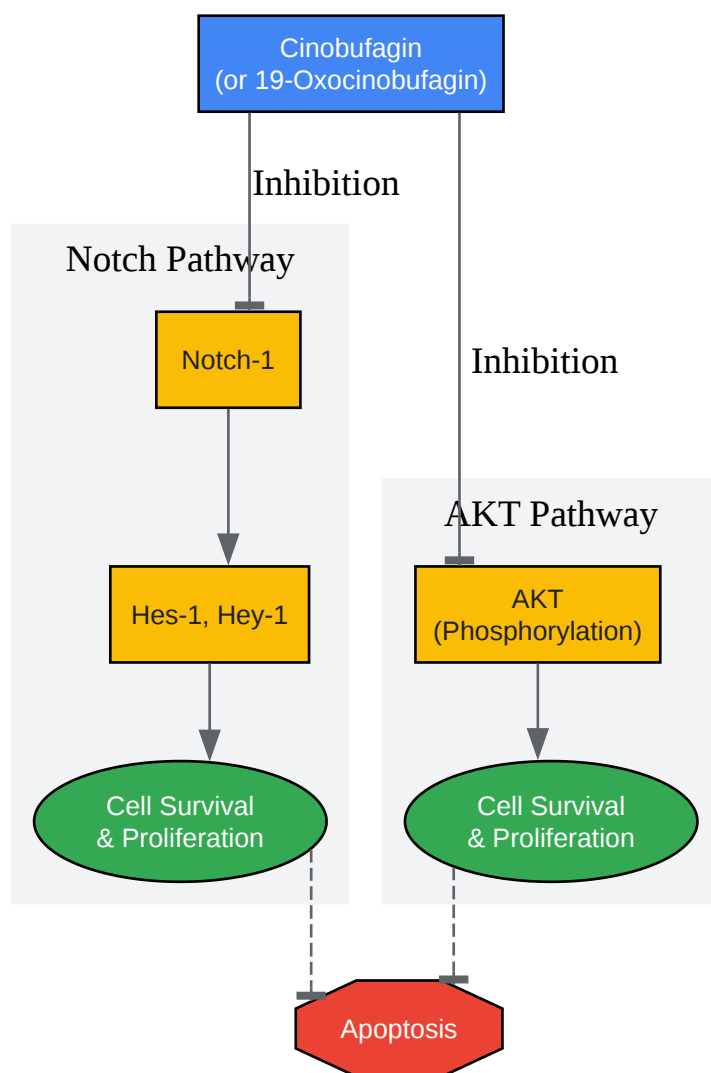 Cinobufagin
(or 19-Oxocinobufagin)
Inhibition
Notch Pathway
Notch-1
Inhibition
AKT Pathway
Hes-1, Hey-1
AKT
(Phosphorylation)
Cell Survival
& Proliferation
Cell Survival
& Proliferation
Apoptosis